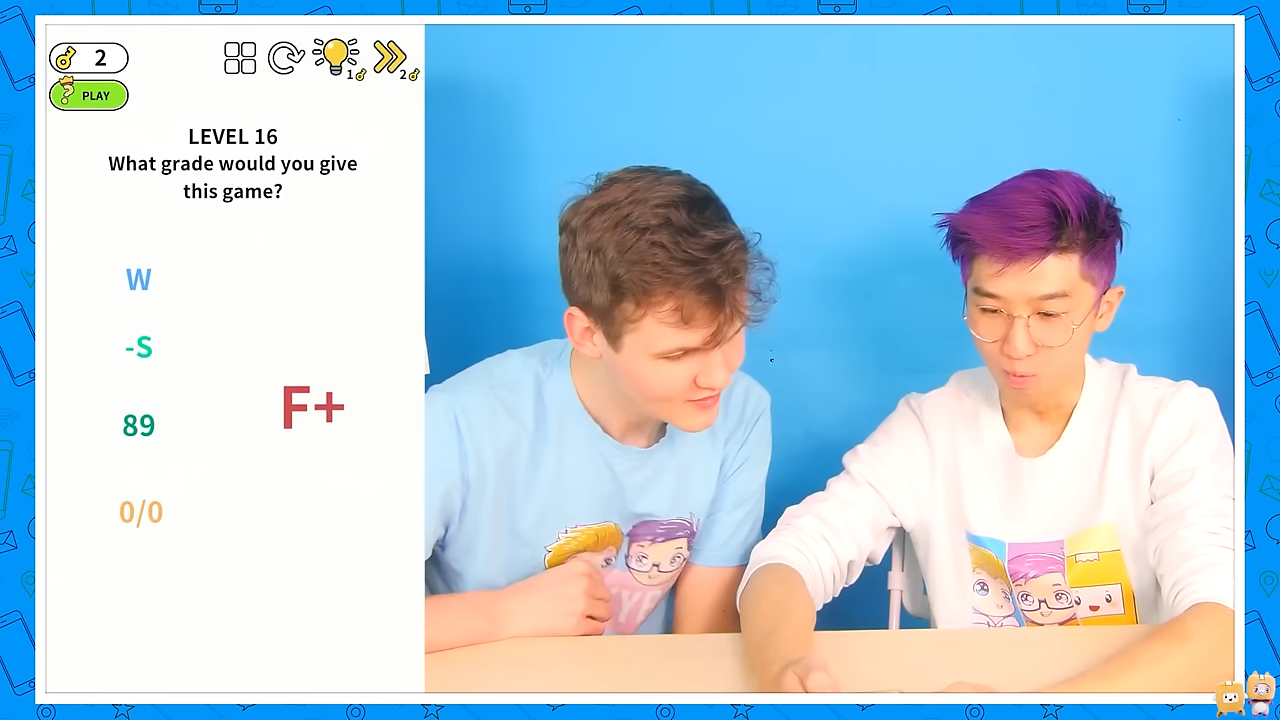 2
1
2
PLAY
LEVEL 16
What grade would you give
this game?
W
-S
89
F+
0/0